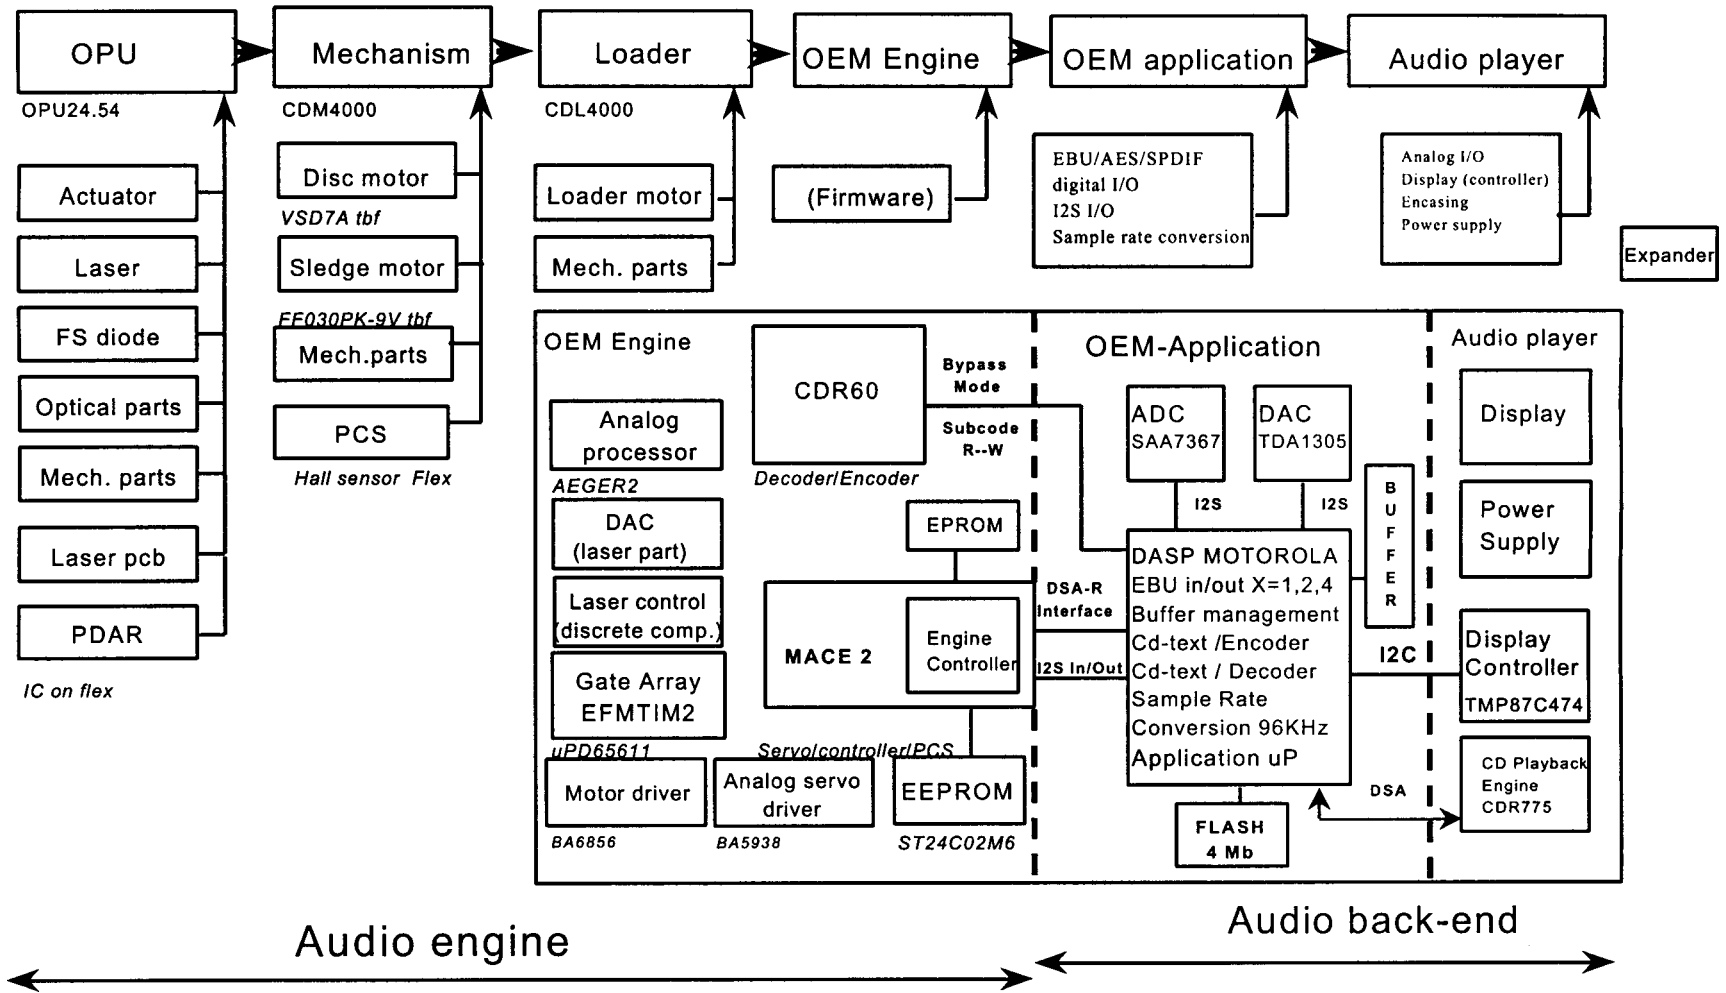 OPU
Mechanism
Loader
OEM Engine
OEM application
Audio player
OPU24.54
CDM4000
CDL4000
Actuator
Laser
FS diode
Optical parts
Mech. parts
Laser pcb
PDAR
IC on flex
Disc motor
VSD7A tbf
Sledge motor
FF030PK-9V tbf
Mech.parts
PCS
Hall sensor Flex
Loader motor
Mech. parts
(Firmware)
EBU/AES/SPDIF
digital I/O
I2S I/O
Sample rate conversion
Analog I/O
Display (controller)
Encasing
Power supply
Expander
OEM Engine
CDR60
Decoder/Encoder
Analog
processor
AEGER2
DAC
(laser part)
Laser control
(discrete comp.)
Gate Array
EFMTIM2
uPD65611
Motor driver
BA6856
Analog servo
driver
BA5938
EPROM
MACE 2
Engine
Controller
Servo/controller/PCS
EEPROM
ST24C02M6
Bypass
Mode
Subcode
R--W
DSA-R
Interface
I2S In/Out
OEM-Application
ADC
SAA7367
DAC
TDA1305
I2S
I2S
BUFFER
DASP MOTOROLA
EBU in/out X=1,2,4
Buffer management
Cd-text /Encoder
Cd-text / Decoder
Sample Rate
Conversion 96KHz
Application uP
FLASH
4 Mb
I2C
DSA
Audio player
Display
Power
Supply
Display
Controller
TMP87C474
CD Playback
Engine
CDR775
Audio engine
Audio back-end